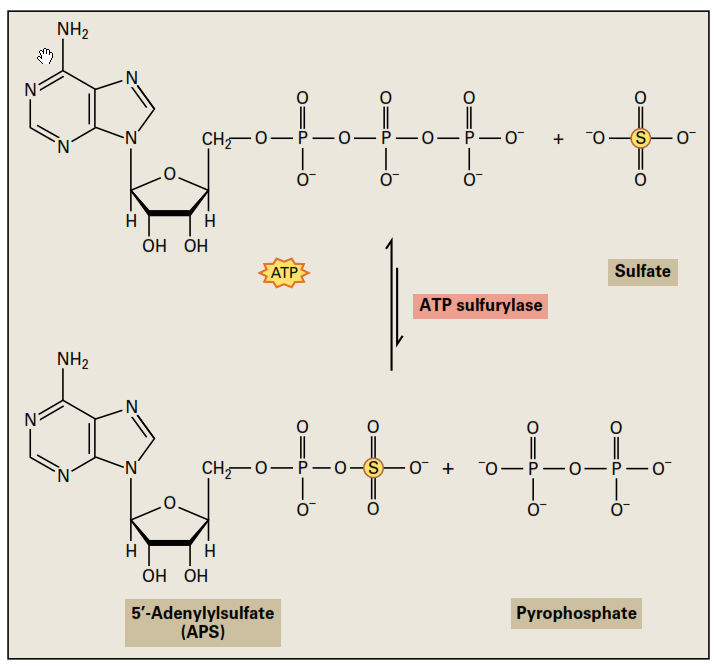 NH₂
N
N
N
N
CH₂—O—P—O—P—O—P—O⁻ + ⁻O—S—O⁻
O O O O
O⁻ O⁻ O⁻ O
O
H H
OH OH
ATP
Sulfate
ATP sulfurylase
NH₂
N
N
N
N
O O O O
CH₂—O—P—O—S—O⁻ + ⁻O—P—O—P—O⁻
O⁻ O O⁻ O⁻
O
H H
OH OH
5′-Adenylylsulfate
(APS)
Pyrophosphate